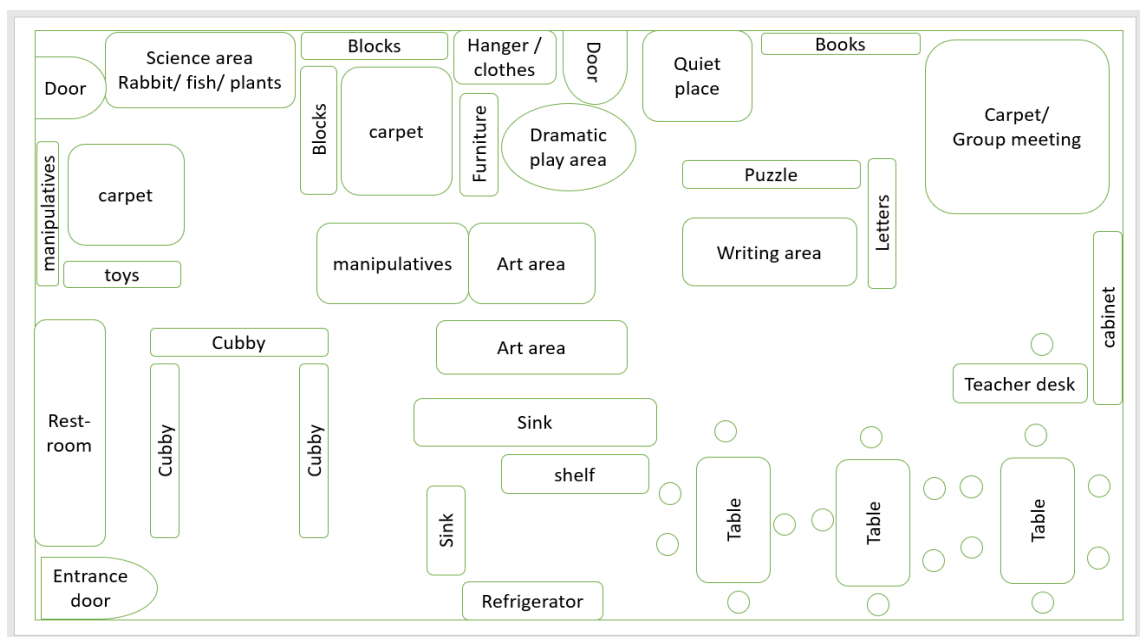 Door
Science area
Rabbit/ fish/ plants
Blocks
Hanger /
clothes
Door
Quiet
place
Books
Carpet/
Group meeting
Blocks
carpet
Furniture
Dramatic
play area
manipulatives
carpet
toys
Puzzle
Letters
Writing area
manipulatives
Art area
cabinet
Rest-
room
Cubby
Cubby
Cubby
Art area
Teacher desk
Sink
shelf
Sink
Table
Table
Table
Entrance
door
Refrigerator